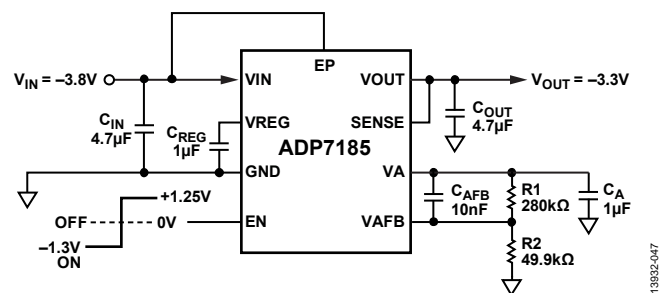 EP
V_IN = –3.8V
VIN
VOUT
V_OUT = –3.3V
C_IN
4.7µF
C_REG
1µF
VREG
SENSE
C_OUT
4.7µF
ADP7185
GND
VA
C_AFB
10nF
R1
280kΩ
C_A
1µF
+1.25V
OFF
0V
EN
VAFB
–1.3V
ON
R2
49.9kΩ
13932-047